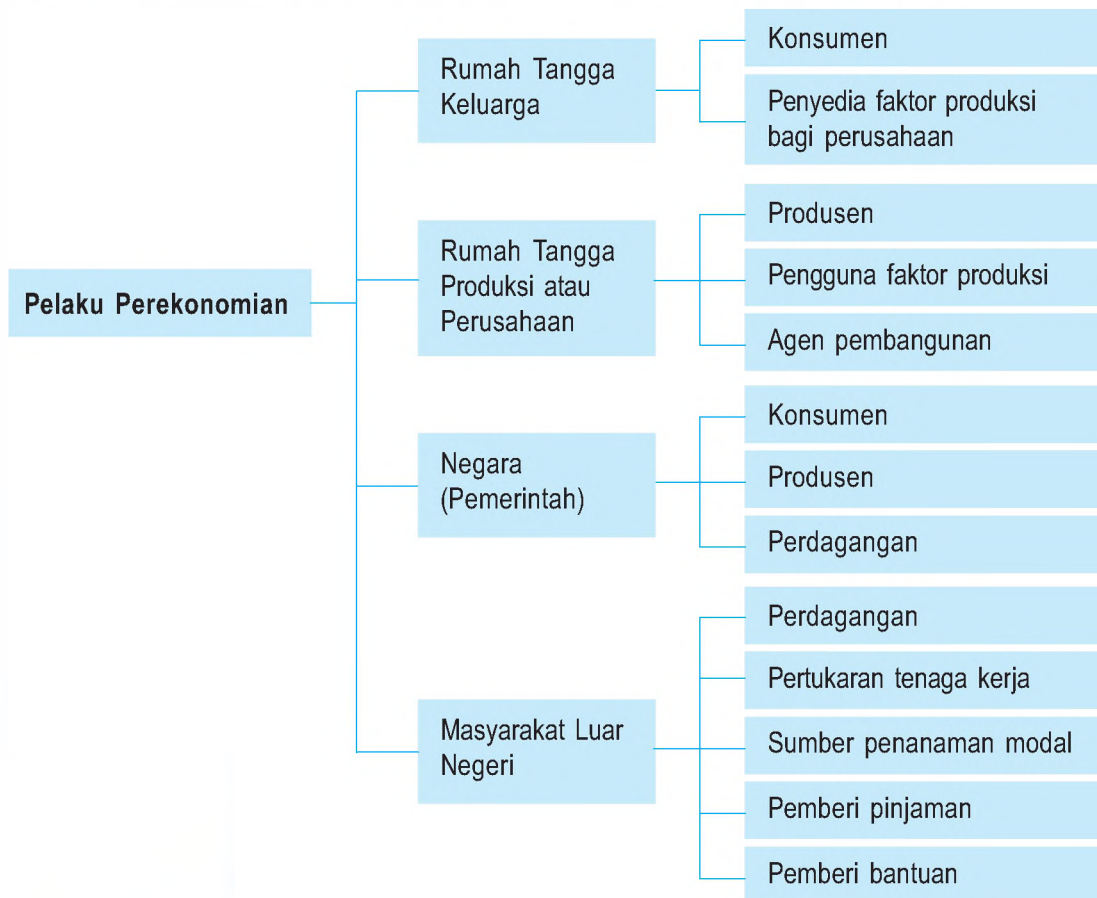 Pelaku Perekonomian
Rumah Tangga
Keluarga
Konsumen
Penyedia faktor produksi
bagi perusahaan
Rumah Tangga
Produksi atau
Perusahaan
Produsen
Pengguna faktor produksi
Agen pembangunan
Negara
(Pemerintah)
Konsumen
Produsen
Perdagangan
Masyarakat Luar
Negeri
Perdagangan
Pertukaran tenaga kerja
Sumber penanaman modal
Pemberi pinjaman
Pemberi bantuan